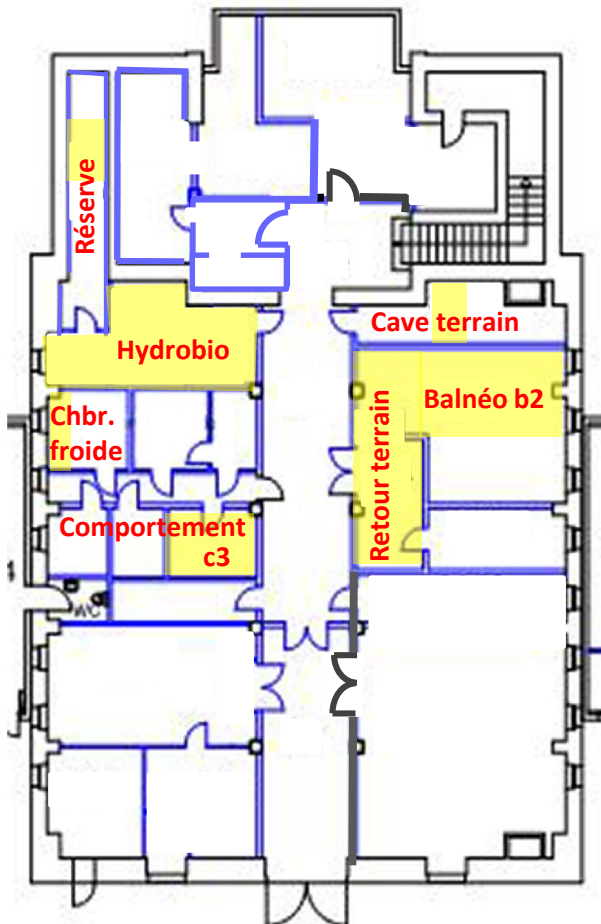 Réserve
Cave terrain
Hydrobio
Balnéo b2
Chbr.
froide
Retour terrain
Comportement
c3
WC